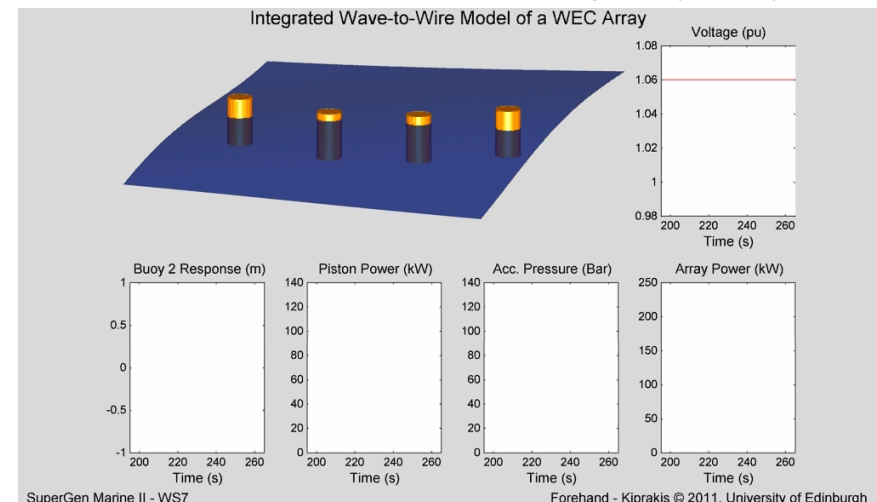 Integrated Wave-to-Wire Model of a WEC Array
Voltage (pu)
1.08
1.06
1.04
1.02
1
0.98
200 220 240 260
Time (s)
Buoy 2 Response (m)
1
0.5
0
-0.5
-1
200 220 240 260
Time (s)
Piston Power (kW)
140
120
100
80
60
40
20
0
200 220 240 260
Time (s)
Acc. Pressure (Bar)
140
120
100
80
60
40
20
0
200 220 240 260
Time (s)
Array Power (kW)
250
200
150
100
50
0
200 220 240 260
Time (s)
SuperGen Marine II - WS7
Forehand - Kiprakis © 2011, University of Edinburgh